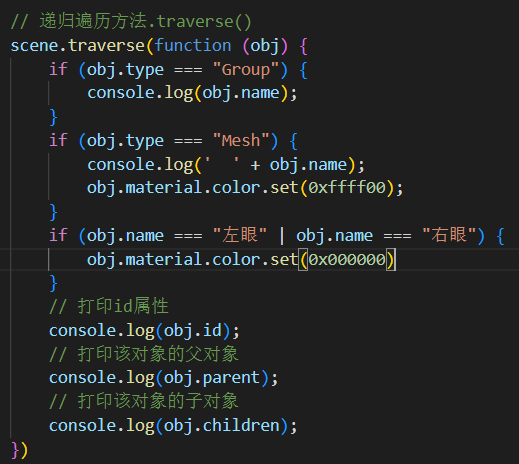 // 递归遍历方法.traverse()
scene.traverse(function (obj) {
    if (obj.type === "Group") {
        console.log(obj.name);
    }
    if (obj.type === "Mesh") {
        console.log('  ' + obj.name);
        obj.material.color.set(0xffff00);
    }
    if (obj.name === "左眼" | obj.name === "右眼") {
        obj.material.color.set(0x000000)
    }
    // 打印id属性
    console.log(obj.id);
    // 打印该对象的父对象
    console.log(obj.parent);
    // 打印该对象的子对象
    console.log(obj.children);
})